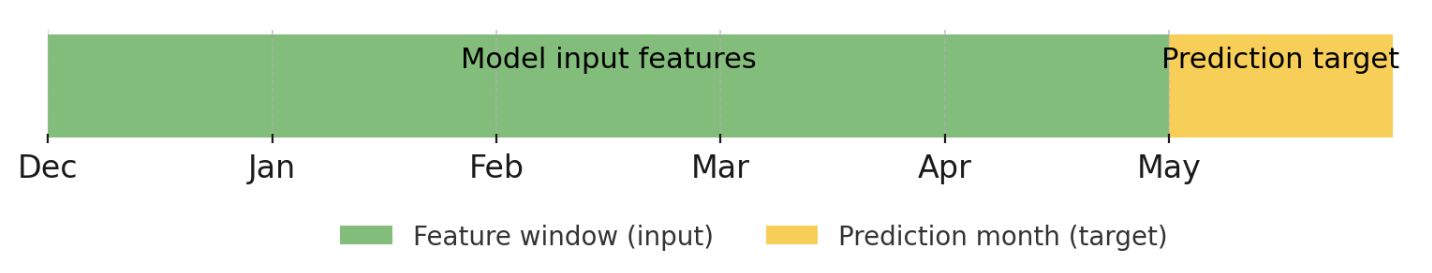 Model input features Prediction target
Dec Jan Feb Mar Apr May
Feature window (input) Prediction month (target)